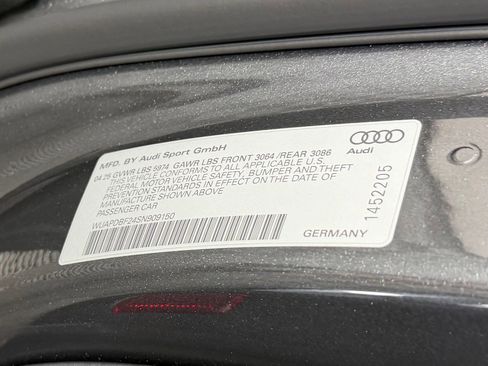 MFD. BY Audi Sport GmbH
04.25 GVWR LBS 5974 GAWR LBS FRONT 3064 / REAR 3086
THIS VEHICLE CONFORMS TO ALL APPLICABLE U.S.
FEDERAL MOTOR VEHICLE SAFETY, BUMPER AND THEFT
PREVENTION STANDARDS IN EFFECT ON THE DATE OF
MANUFACTURE SHOWN ABOVE
PASSENGER CAR
WUAPDBF24SN909150
Audi
1452205
GERMANY